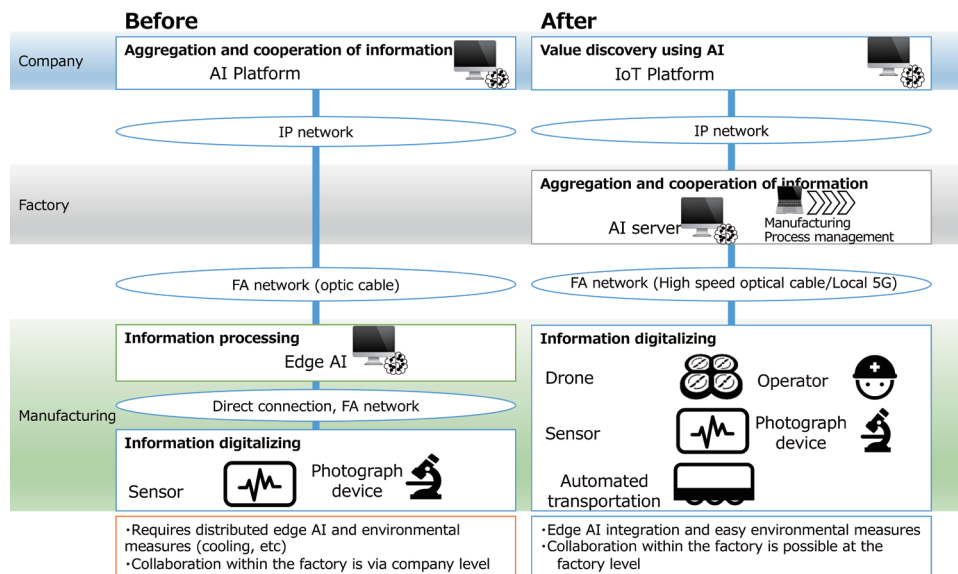 Before
After
Company
Aggregation and cooperation of information
AI Platform
Value discovery using AI
IoT Platform
IP network
IP network
Factory
Aggregation and cooperation of information
AI server
Manufacturing
Process management
FA network (optic cable)
FA network (High speed optical cable/Local 5G)
Manufacturing
Information processing
Edge AI
Direct connection, FA network
Information digitalizing
Sensor
Photograph
device
Information digitalizing
Drone
Operator
Sensor
Photograph
device
Automated
transportation
・Requires distributed edge AI and environmental
measures (cooling, etc)
・Collaboration within the factory is via company level
・Edge AI integration and easy environmental measures
・Collaboration within the factory is possible at the
factory level